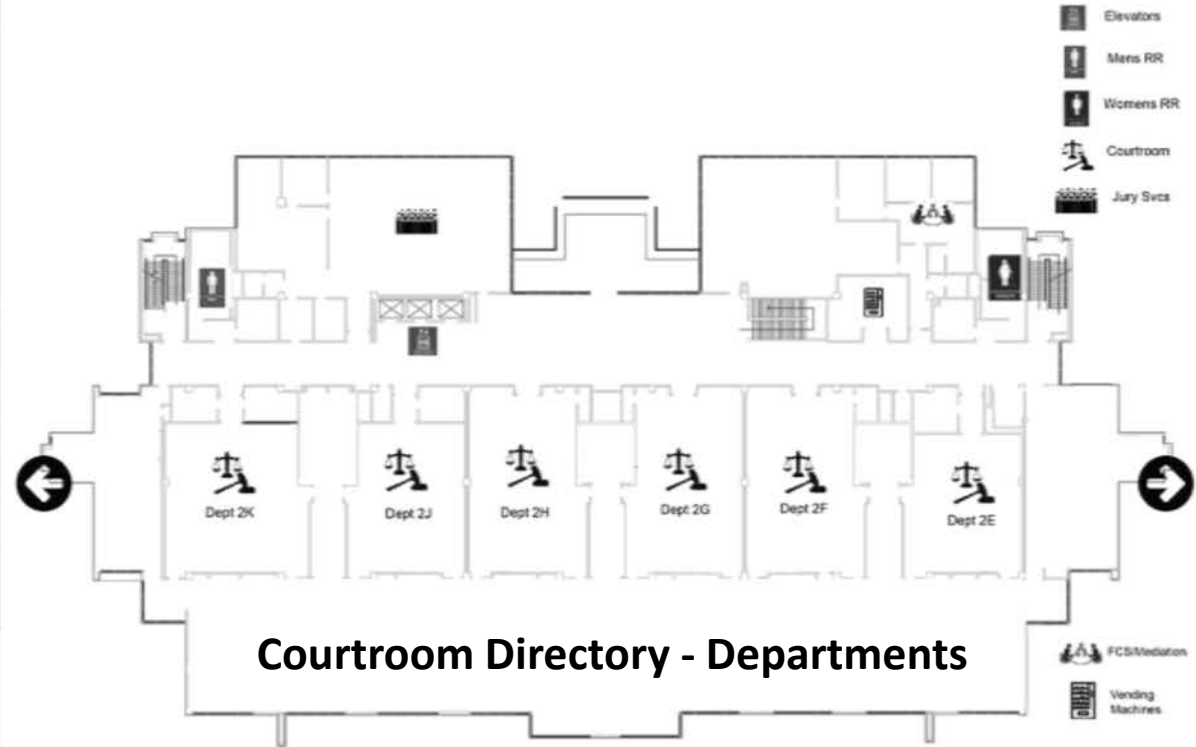 Elevators
Mens RR
Womens RR
Courtroom
Jury Svcs
Dept 2K
Dept 2J
Dept 2H
Dept 2G
Dept 2F
Dept 2E
Courtroom Directory - Departments
FCS/Mediation
Vending
Machines